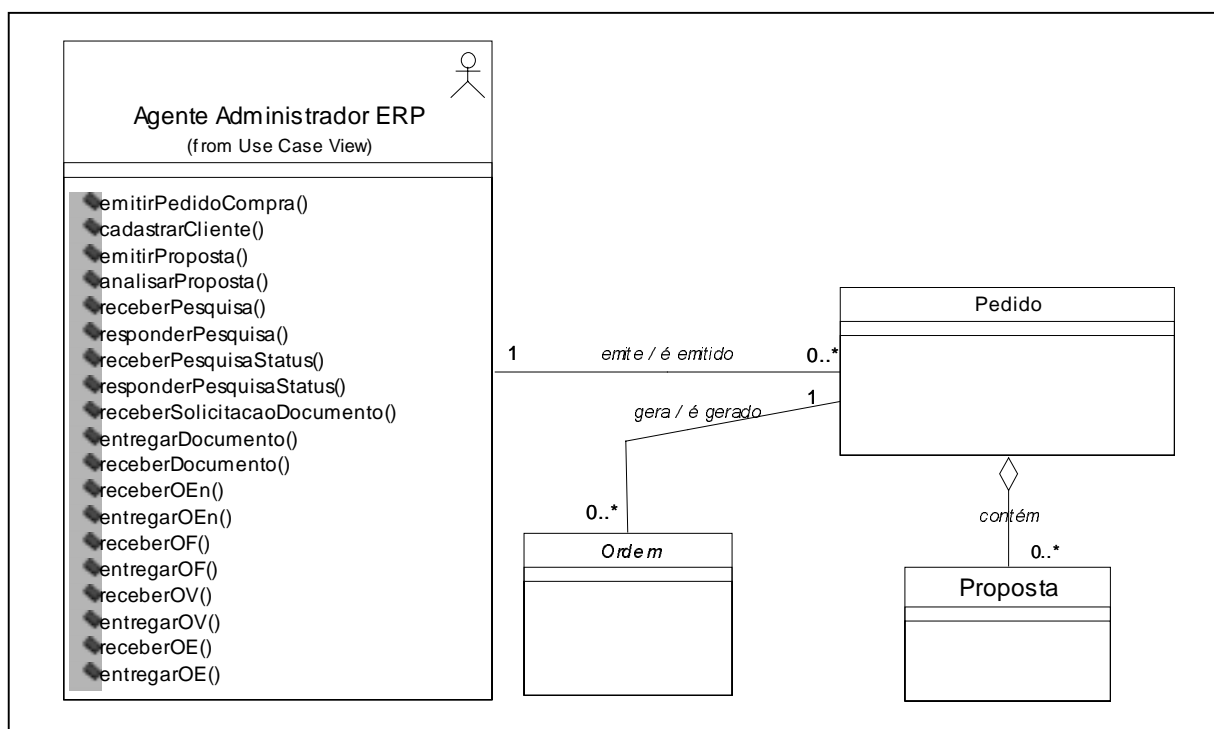 Agente Administrador ERP
(from Use Case View)
emitirPedidoCompra()
cadastrarCliente()
emitirProposta()
analisarProposta()
receberPesquisa()
responderPesquisa()
receberPesquisaStatus()
responderPesquisaStatus()
receberSolicitacaoDocumento()
entregarDocumento()
receberDocumento()
receberOEn()
entregarOEn()
receberOF()
entregarOF()
receberOV()
entregarOV()
receberOE()
entregarOE()
Pedido
1 emite / é emitido 0..*
gera / é gerado 1
0..*
Ordem
contém
0..*
Proposta